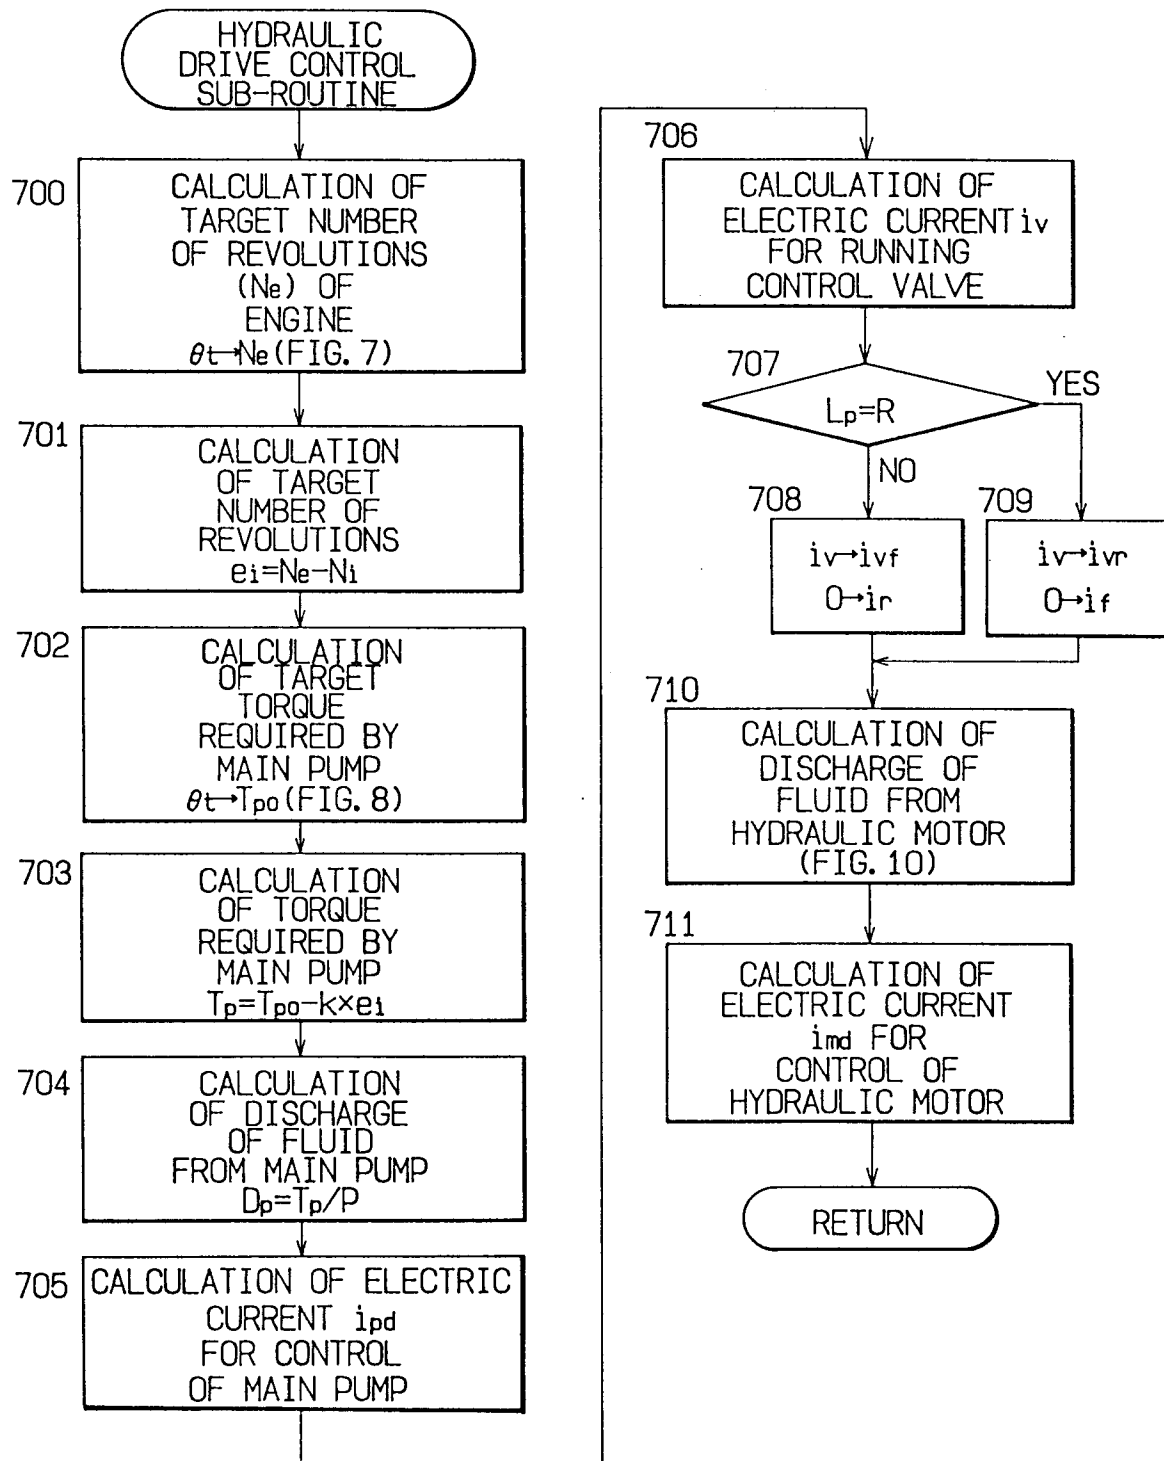 HYDRAULIC
DRIVE CONTROL
SUB-ROUTINE
700
CALCULATION OF
TARGET NUMBER
OF REVOLUTIONS
(Ne) OF
ENGINE
θt→Ne(FIG. 7)
701
CALCULATION
OF TARGET
NUMBER OF
REVOLUTIONS
ei=Ne-Ni
702
CALCULATION
OF TARGET
TORQUE
REQUIRED BY
MAIN PUMP
θt→Tpo(FIG. 8)
703
CALCULATION
OF TORQUE
REQUIRED BY
MAIN PUMP
Tp=Tpo-k×ei
704
CALCULATION
OF DISCHARGE
OF FLUID
FROM MAIN PUMP
Dp=Tp/P
705
CALCULATION OF ELECTRIC
CURRENT ipd
FOR CONTROL
OF MAIN PUMP
706
CALCULATION OF
ELECTRIC CURRENT iv
FOR RUNNING
CONTROL VALVE
707
Lp=R
YES
NO
708
iv→ivf
0→ir
709
iv→ivr
0→if
710
CALCULATION OF
DISCHARGE OF
FLUID FROM
HYDRAULIC MOTOR
(FIG. 10)
711
CALCULATION OF
ELECTRIC CURRENT
imd FOR
CONTROL OF
HYDRAULIC MOTOR
RETURN